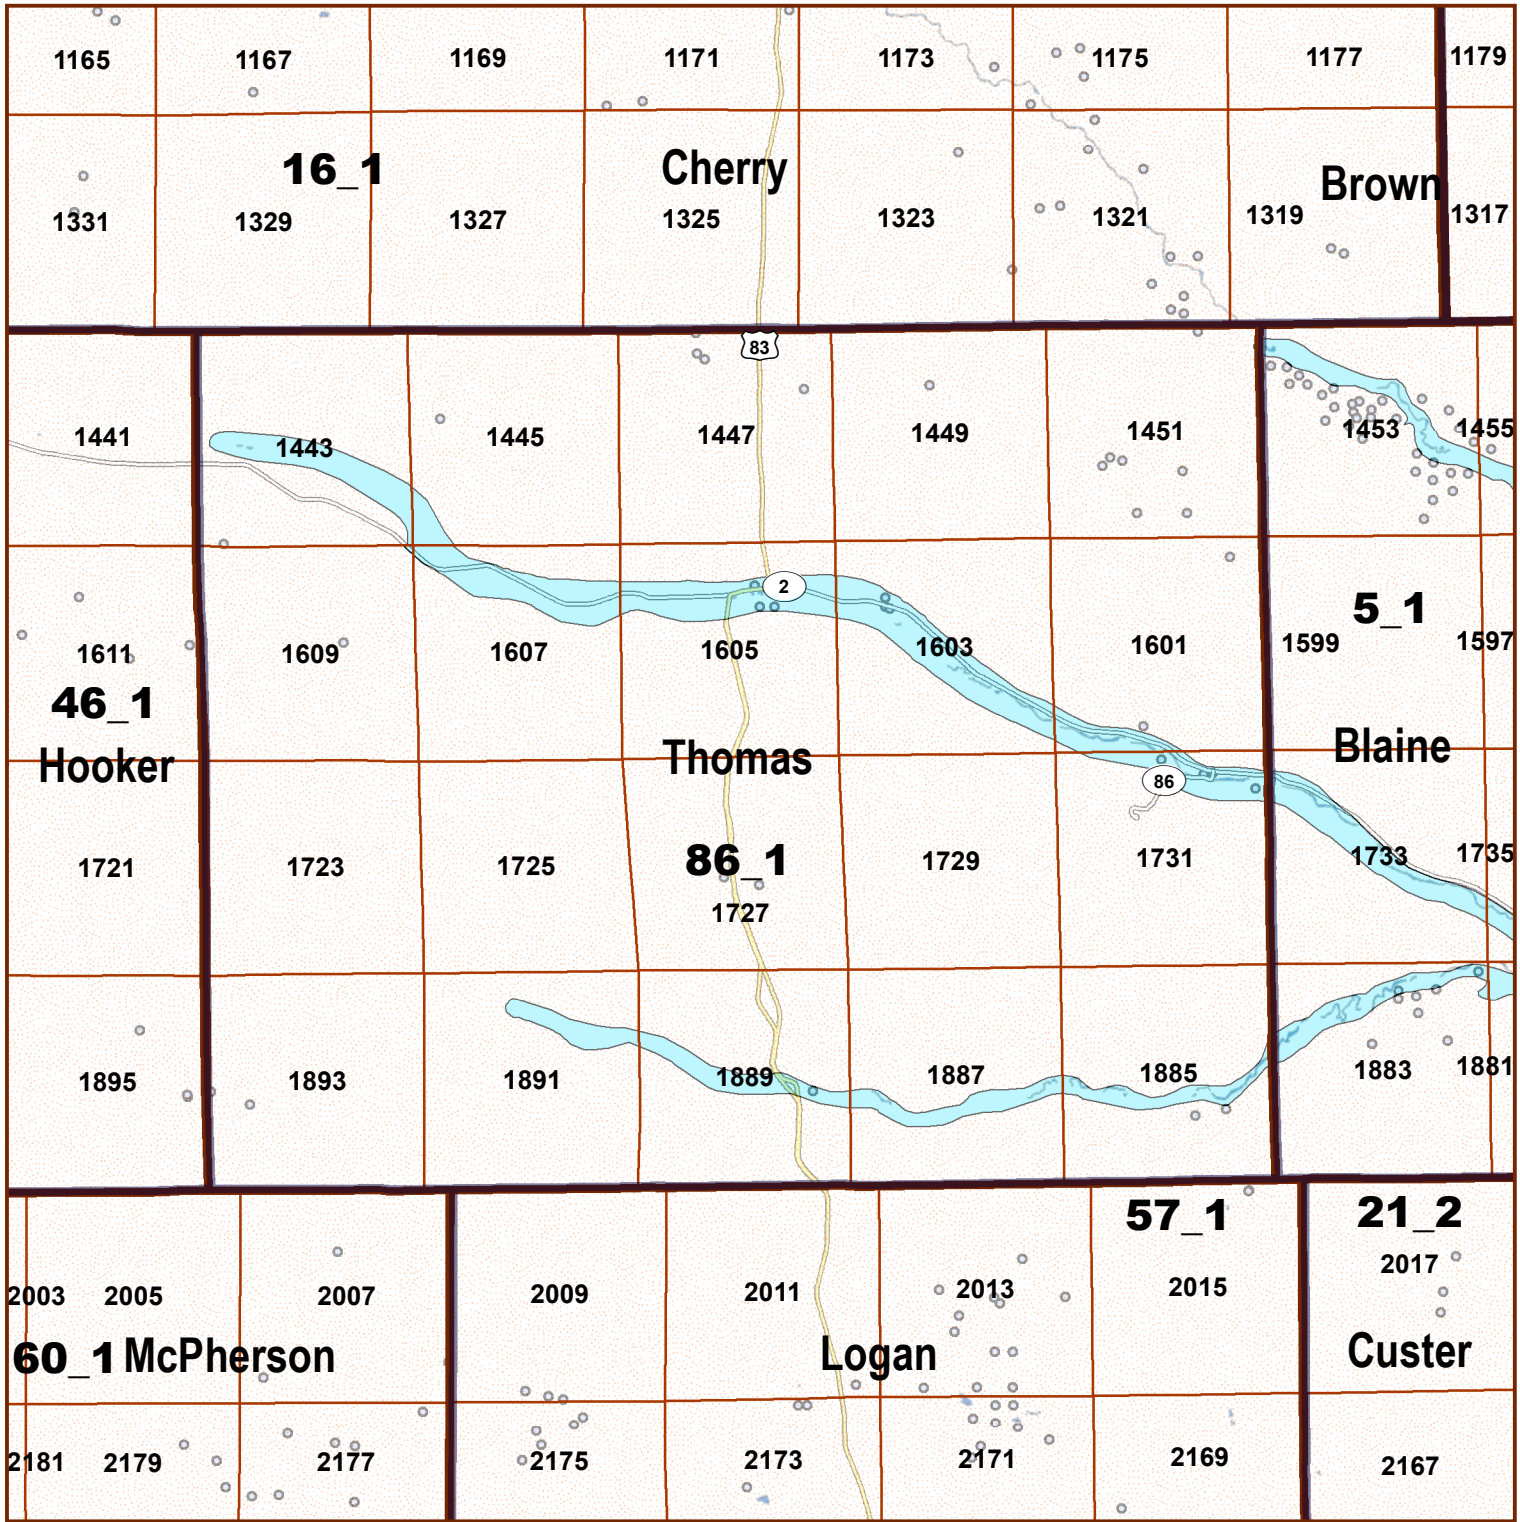 1165 1167 1169 1171 1173 1175 1177 1179
16_1 Cherry Brown
1331 1329 1327 1325 1323 1321 1319 1317
83
1441 1443 1445 1447 1449 1451 1453 1455
2
5_1
1611 1609 1607 1605 1603 1601 1599 1597
46_1
Hooker Thomas Blaine
86
86_1
1721 1723 1725 1729 1731 1733 1735
1727
1895 1893 1891 1889 1887 1885 1883 1881
57_1 21_2
2017
2003 2005 2007 2009 2011 2013 2015
60_1 McPherson Logan Custer
2181 2179 2177 2175 2173 2171 2169 2167